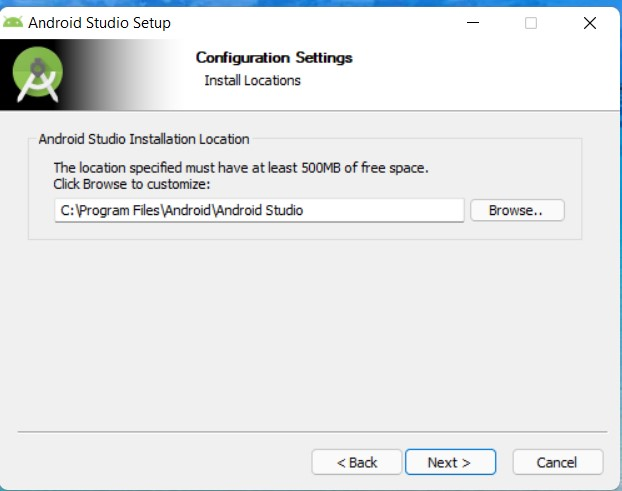 Android Studio Setup
Configuration Settings
Install Locations
Android Studio Installation Location
The location specified must have at least 500MB of free space.
Click Browse to customize:
C:\Program Files\Android\Android Studio
Browse..
< Back
Next >
Cancel